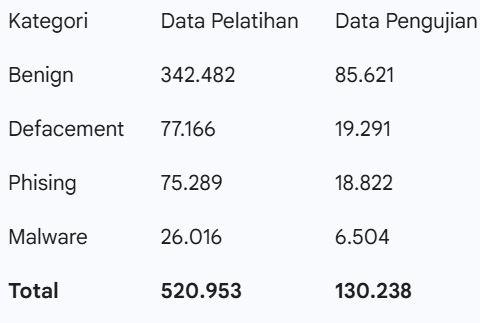 Kategori Data Pelatihan Data Pengujian
Benign 342.482 85.621
Defacement 77.166 19.291
Phising 75.289 18.822
Malware 26.016 6.504
Total 520.953 130.238